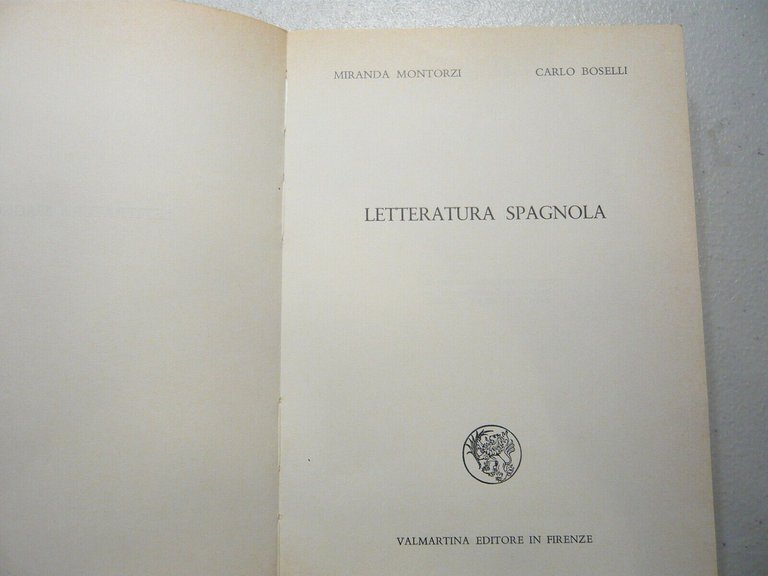 MIRANDA MONTORZI CARLO BOSELLI
LETTERATURA SPAGNOLA
VALMARTINA EDITORE IN FIRENZE